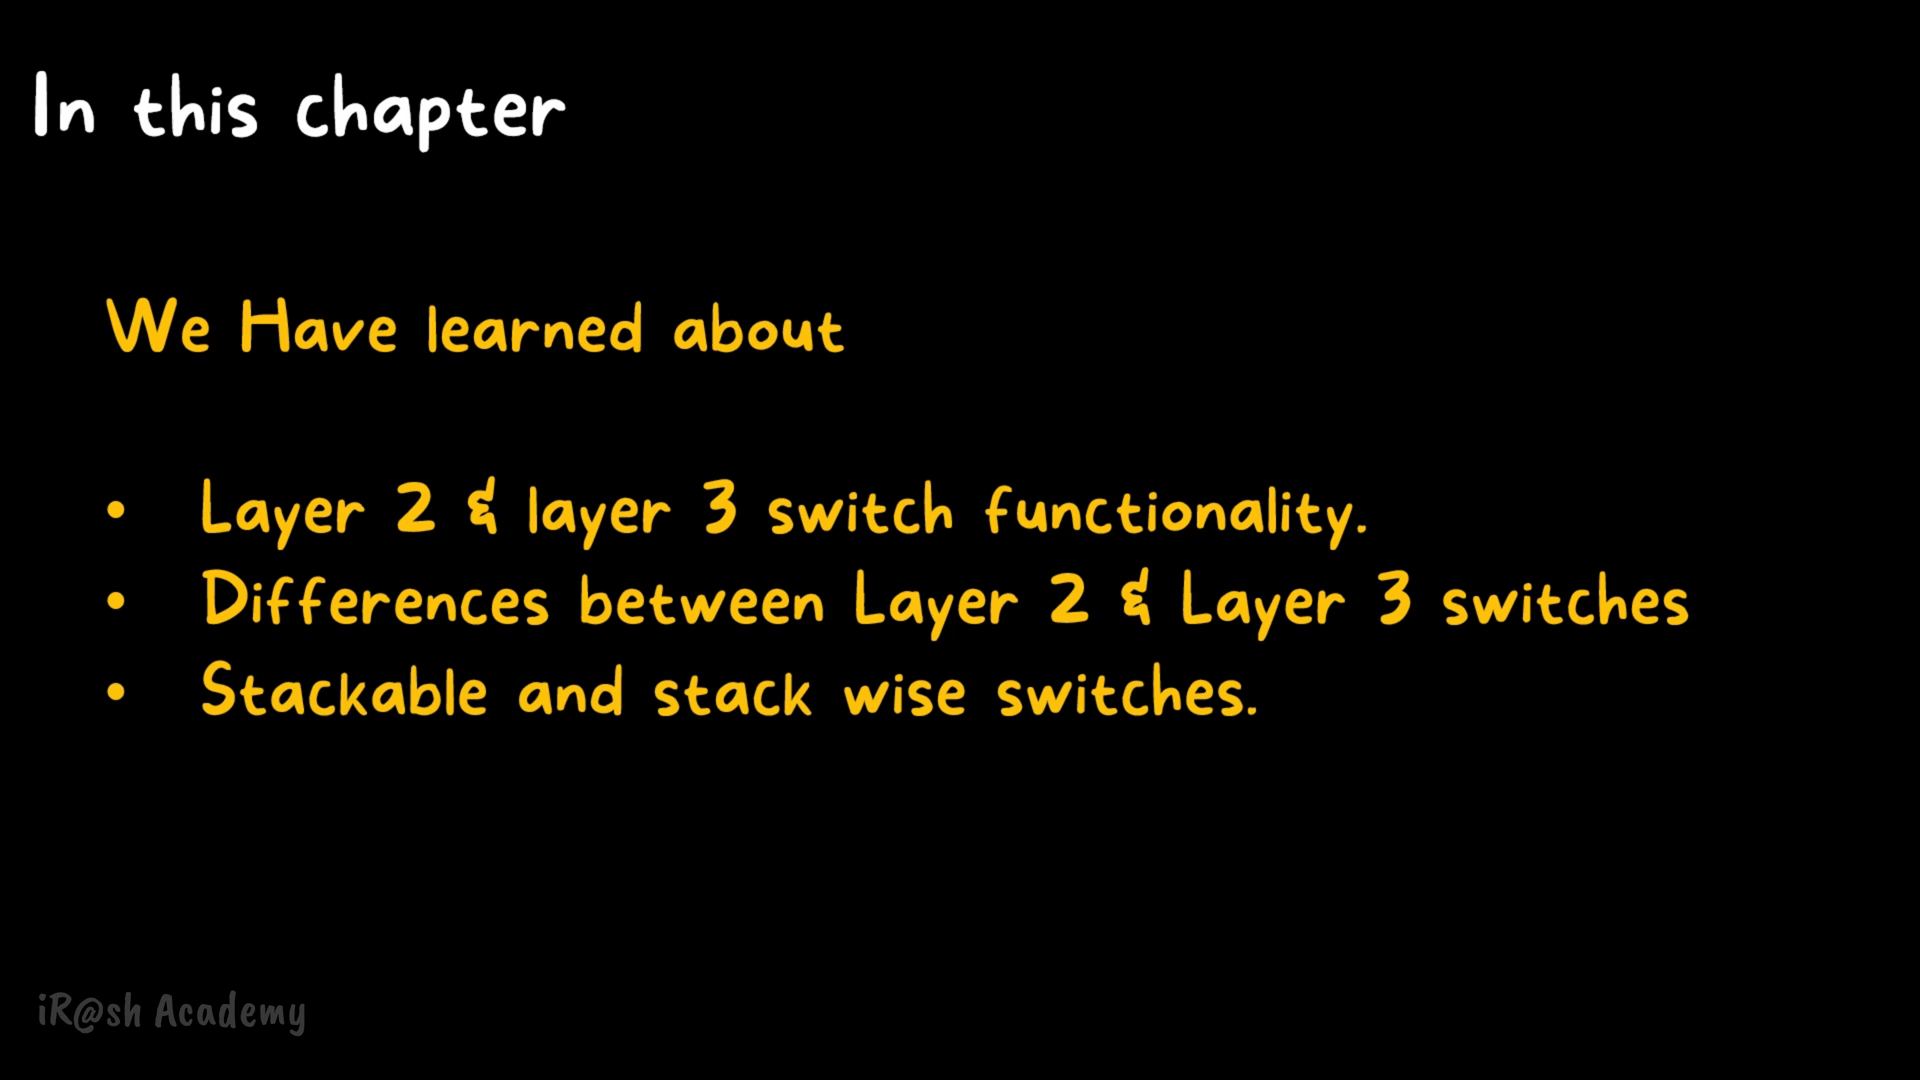 In this chapter
We Have learned about
• Layer 2 & layer 3 switch functionality.
• Differences between Layer 2 & Layer 3 switches
• Stackable and stack wise switches.
iR@sh Academy